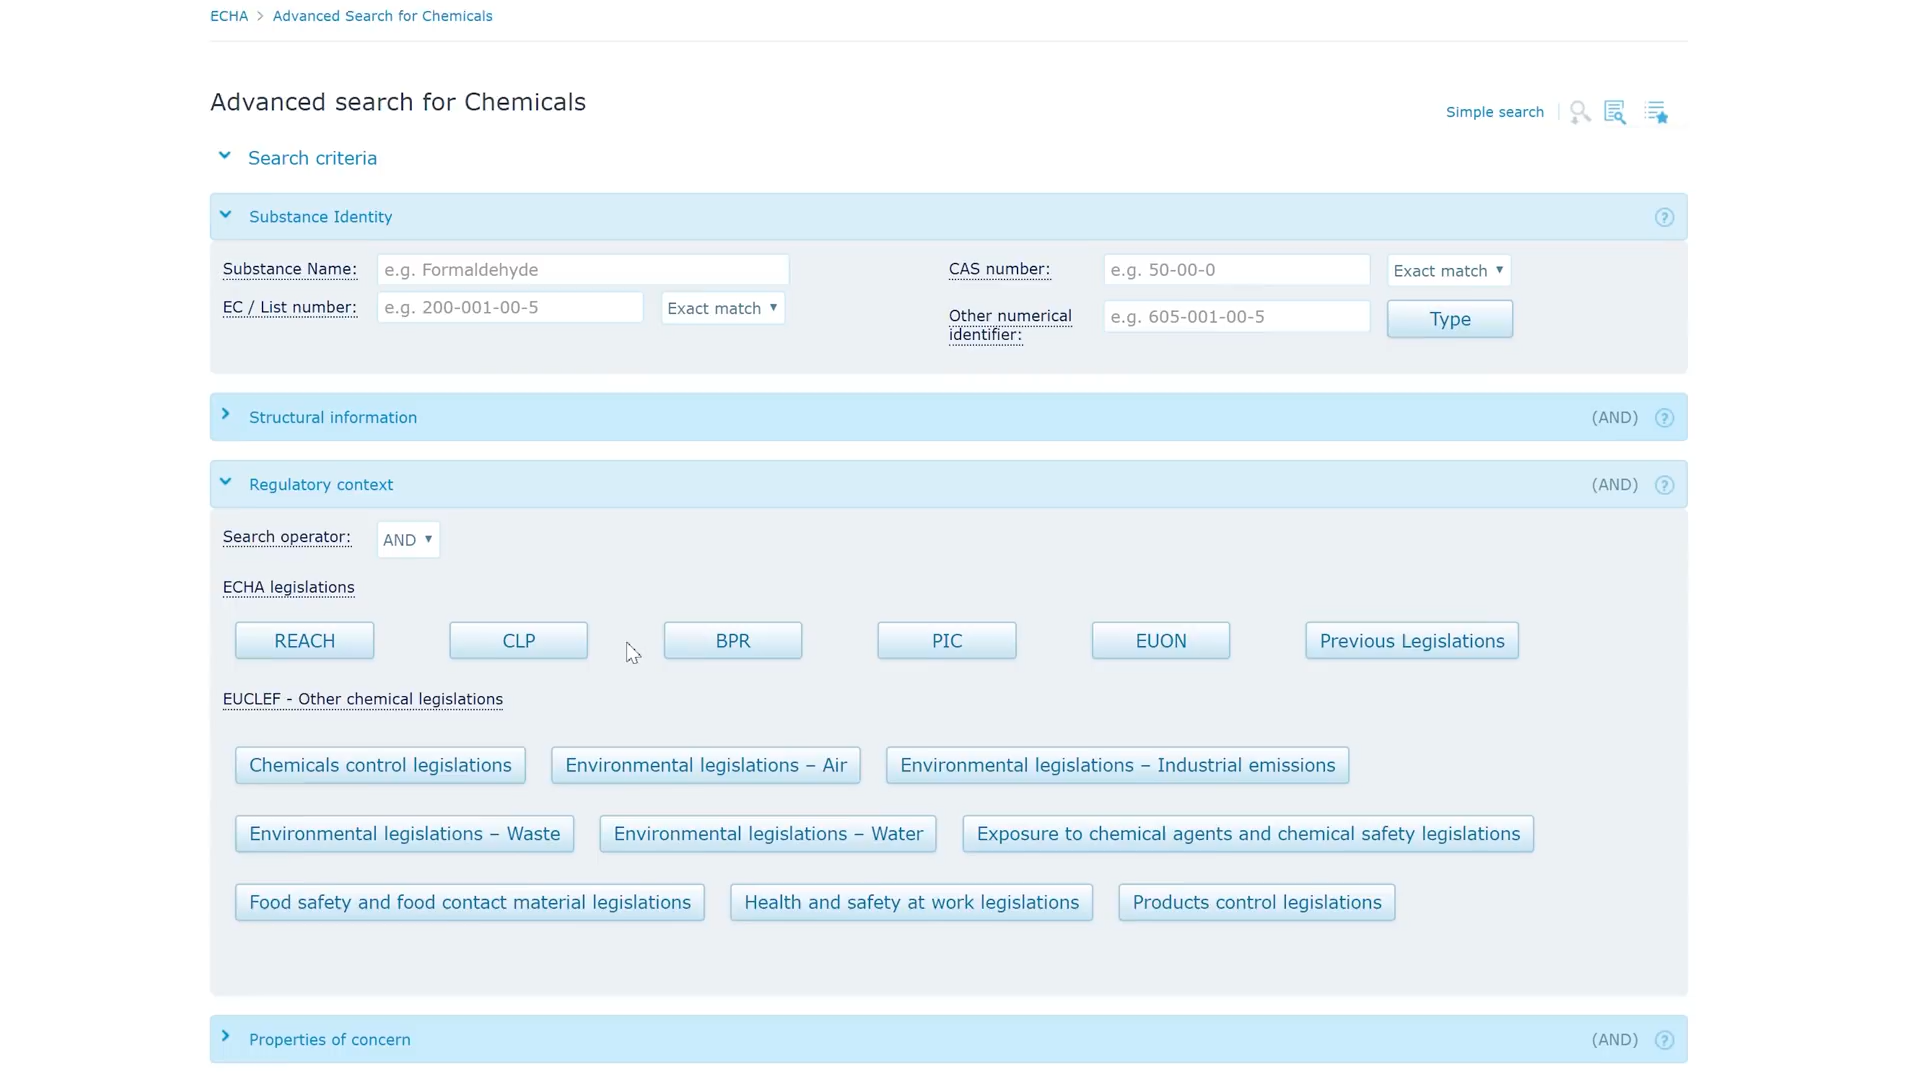 ECHA > Advanced Search for Chemicals
Advanced search for Chemicals
Simple search
Search criteria
Substance Identity
Substance Name: e.g. Formaldehyde CAS number: e.g. 50-00-0 Exact match
EC / List number: e.g. 200-001-00-5 Exact match
Other numerical identifier: e.g. 605-001-00-5 Type
Structural information (AND)
Regulatory context (AND)
Search operator: AND
ECHA legislations
REACH CLP BPR PIC EUON Previous Legislations
EUCLEF - Other chemical legislations
Chemicals control legislations Environmental legislations – Air Environmental legislations – Industrial emissions
Environmental legislations – Waste Environmental legislations – Water Exposure to chemical agents and chemical safety legislations
Food safety and food contact material legislations Health and safety at work legislations Products control legislations
Properties of concern (AND)